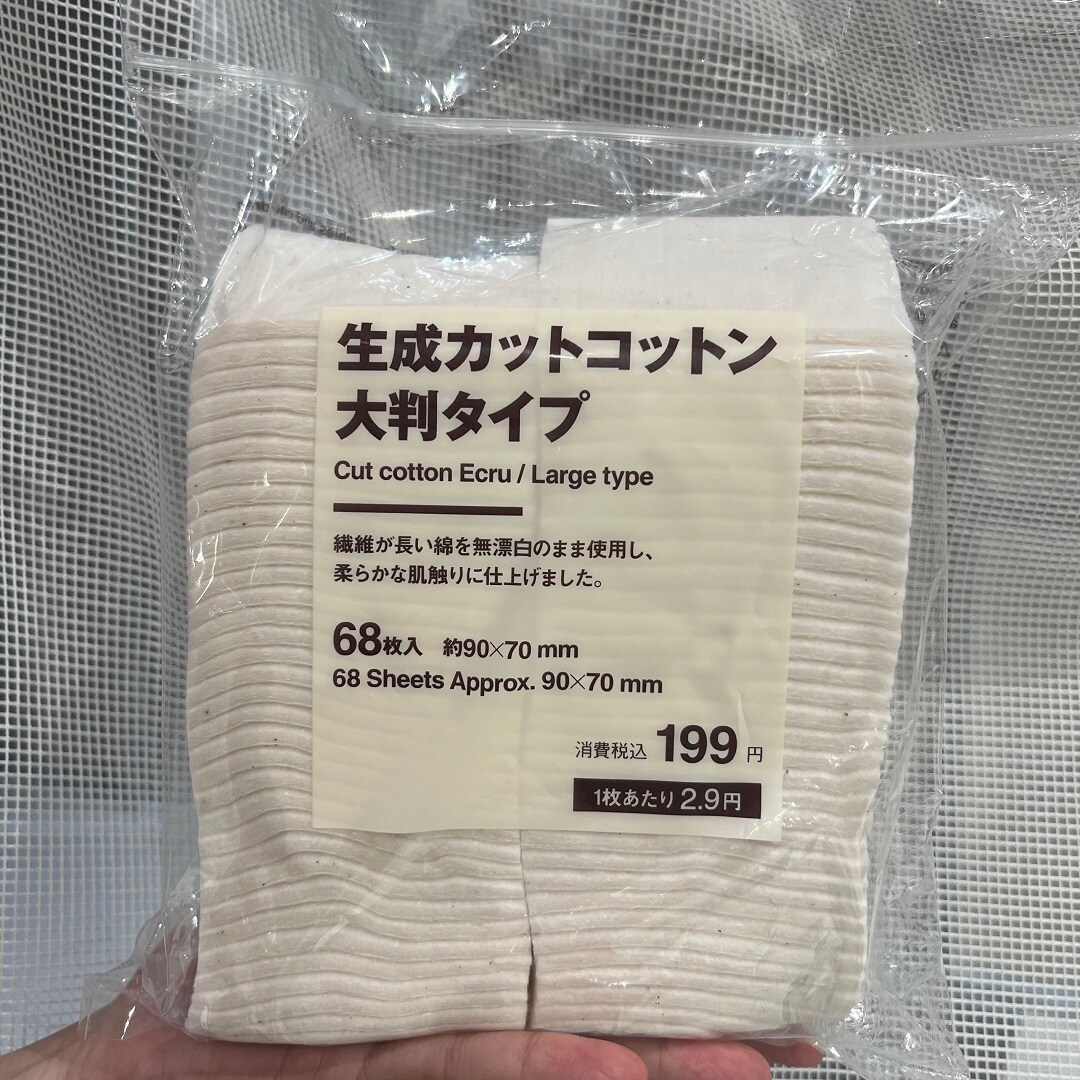 生成カットコットン
大判タイプ
Cut cotton Ecru / Large type
繊維が長い綿を無漂白のまま使用し、
柔らかな肌触りに仕上げました。
68枚入 約90×70 mm
68 Sheets Approx. 90×70 mm
消費税込 199 円
1枚あたり 2.9円